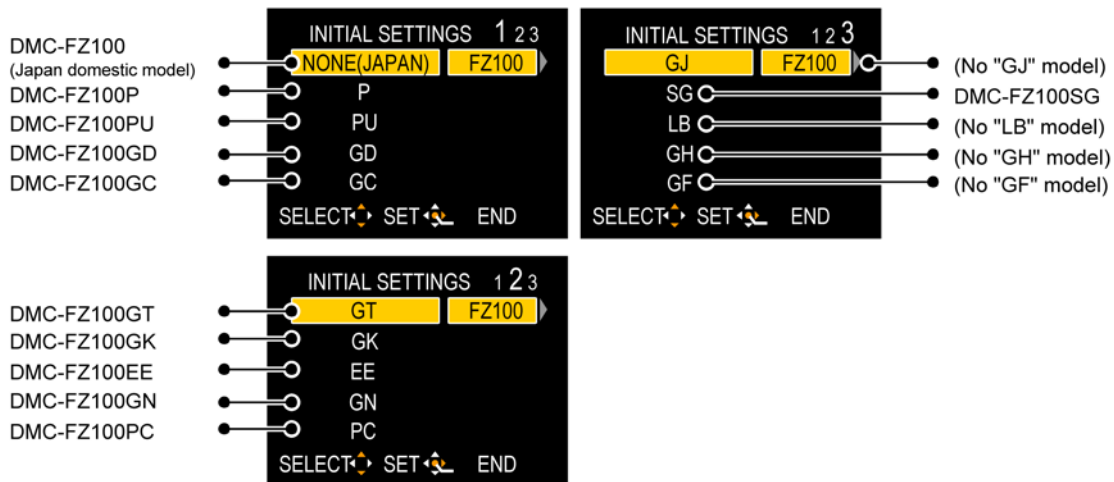 DMC-FZ100
(Japan domestic model)
DMC-FZ100P
DMC-FZ100PU
DMC-FZ100GD
DMC-FZ100GC
INITIAL SETTINGS 1 2 3
NONE(JAPAN) FZ100
P
PU
GD
GC
SELECT SET END
INITIAL SETTINGS 1 2 3
GJ FZ100
SG
LB
GH
GF
SELECT SET END
(No "GJ" model)
DMC-FZ100SG
(No "LB" model)
(No "GH" model)
(No "GF" model)
DMC-FZ100GT
DMC-FZ100GK
DMC-FZ100EE
DMC-FZ100GN
DMC-FZ100PC
INITIAL SETTINGS 1 2 3
GT FZ100
GK
EE
GN
PC
SELECT SET END